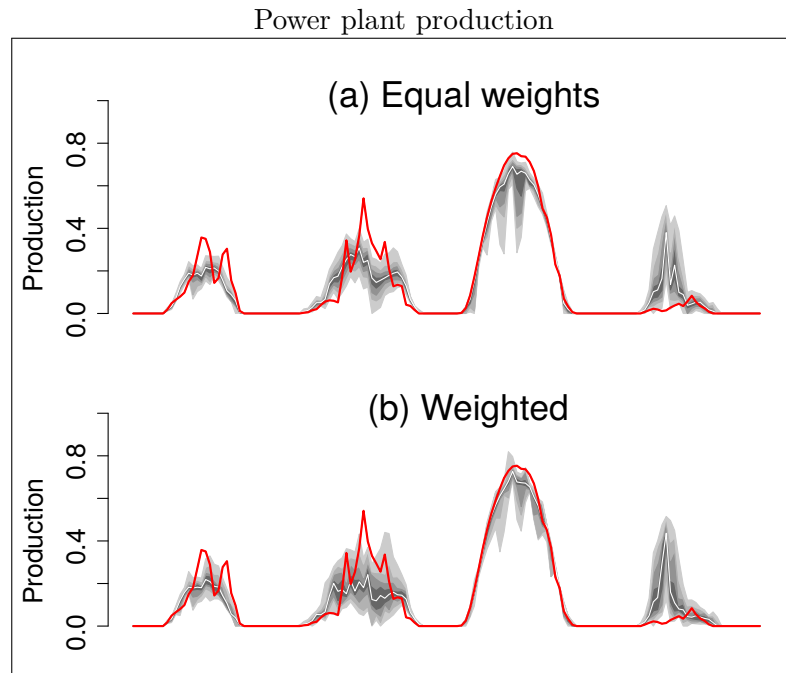 Power plant production
(a) Equal weights
Production
0.0
0.4
0.8
(b) Weighted
Production
0.0
0.4
0.8